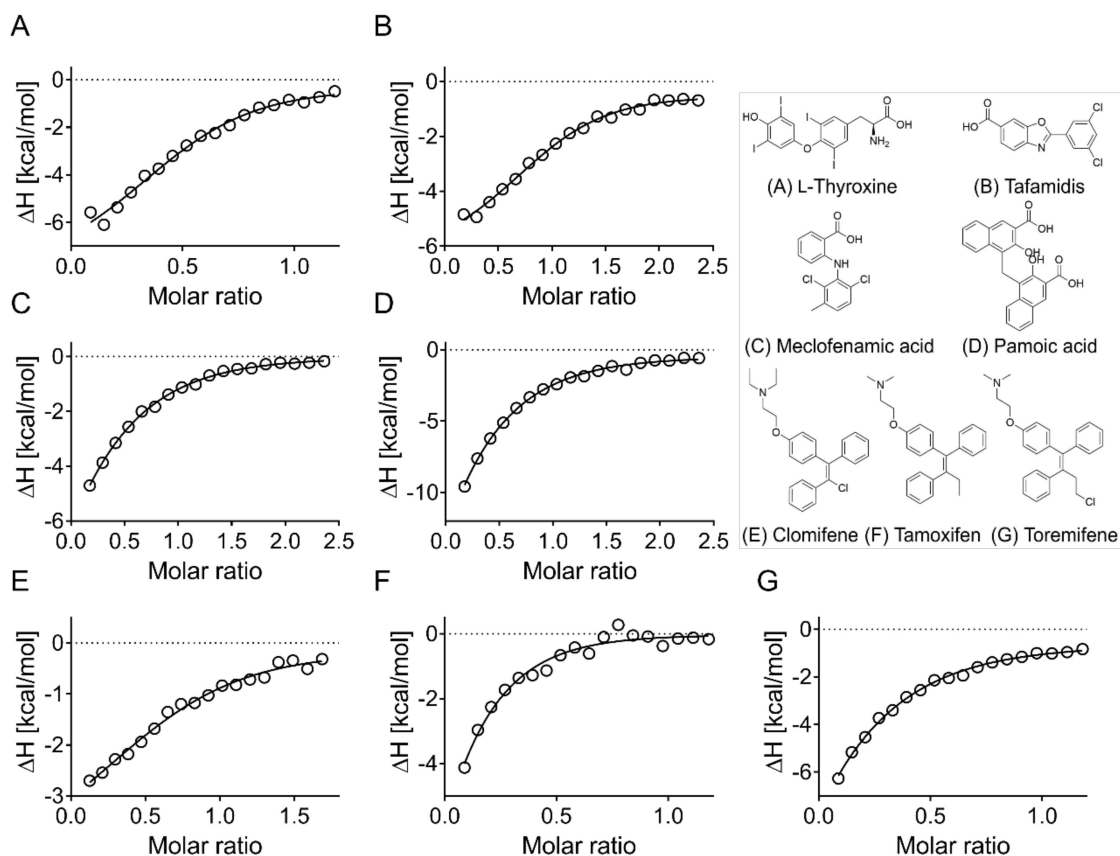 A
B
0
-2
-4
-6
ΔH [kcal/mol]
0.0 0.5 1.0
Molar ratio
0
-2
-4
-6
ΔH [kcal/mol]
0.0 0.5 1.0 1.5 2.0 2.5
Molar ratio
C
D
0
-1
-2
-3
-4
-5
-6
ΔH [kcal/mol]
0.0 0.5 1.0 1.5 2.0 2.5
Molar ratio
0
-5
-10
ΔH [kcal/mol]
0.0 0.5 1.0 1.5 2.0 2.5
Molar ratio
I O
HO I OH
I O NH2
I
(A) L-Thyroxine
O Cl
HO O
N
Cl
(B) Tafamidis
O
OH
NH
Cl Cl
(C) Meclofenamic acid
O
OH
OH
OH O
OH
(D) Pamoic acid
N
O
Cl
(E) Clomifene
N
O
(F) Tamoxifen
N
O
Cl
(G) Toremifene
E
F
G
0
-1
-2
-3
ΔH [kcal/mol]
0.0 0.5 1.0 1.5
Molar ratio
0
-2
-4
ΔH [kcal/mol]
0.0 0.5 1.0
Molar ratio
0
-2
-4
-6
ΔH [kcal/mol]
0.0 0.5 1.0
Molar ratio